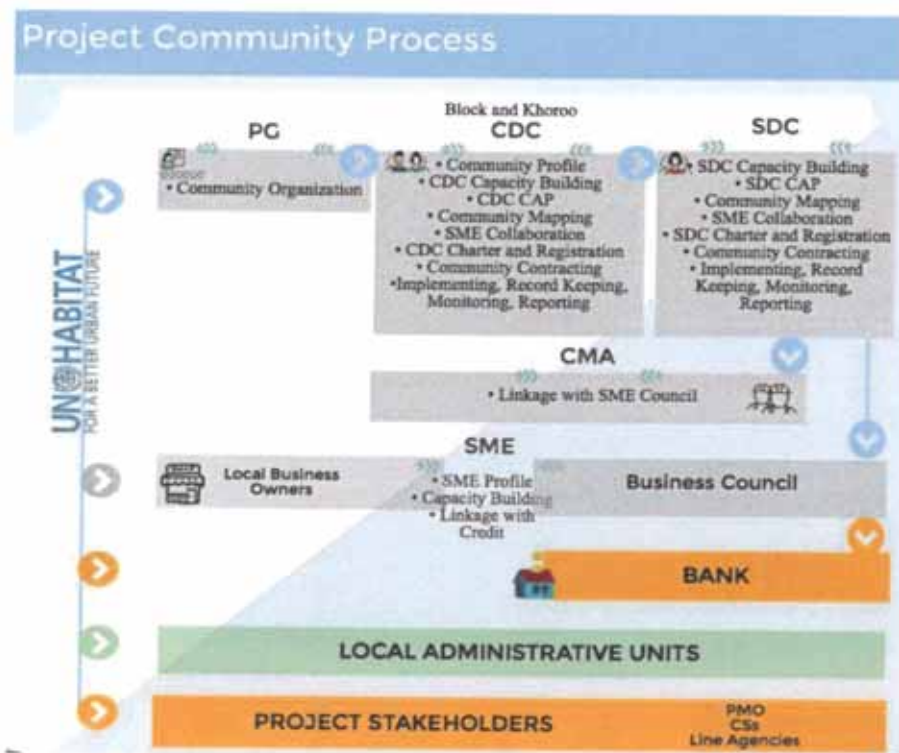 Project Community Process
UN HABITAT
FOR A BETTER URBAN FUTURE
PG
• Community Organization
Block and Khoroo
CDC
• Community Profile
• CDC Capacity Building
• CDC CAP
• Community Mapping
• SME Collaboration
• CDC Charter and Registration
• Community Contracting
•Implementing, Record Keeping,
Monitoring, Reporting
SDC
• SDC Capacity Building
• SDC CAP
Community Mapping
• SME Collaboration
• SDC Charter and Registration
• Community Contracting
• Implementing, Record
Keeping, Monitoring,
Reporting
CMA
• Linkage with SME Council
SME
Local Business
Owners
• SME Profile
• Capacity Building
• Linkage with
Credit
Business Council
BANK
LOCAL ADMINISTRATIVE UNITS
PROJECT STAKEHOLDERS
PMO
CSs
Line Agencies